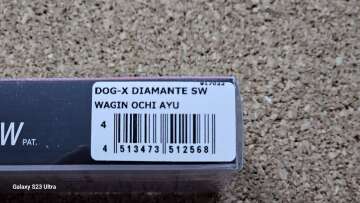 DOG-X DIAMANTE SW
WAGIN OCHI AYU
4
4 513473 512568
W PAT.
Galaxy S23 Ultra